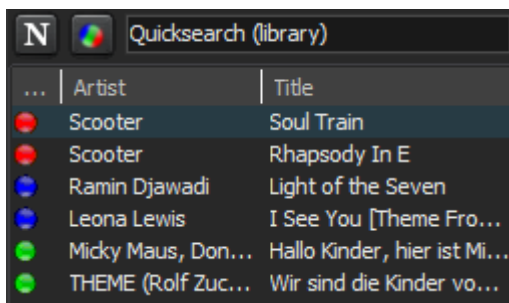 N Quicksearch (library)
... Artist Title
Scooter Soul Train
Scooter Rhapsody In E
Ramin Djawadi Light of the Seven
Leona Lewis I See You [Theme Fro...
Micky Maus, Don... Hallo Kinder, hier ist Mi...
THEME (Rolf Zuc... Wir sind die Kinder vo...